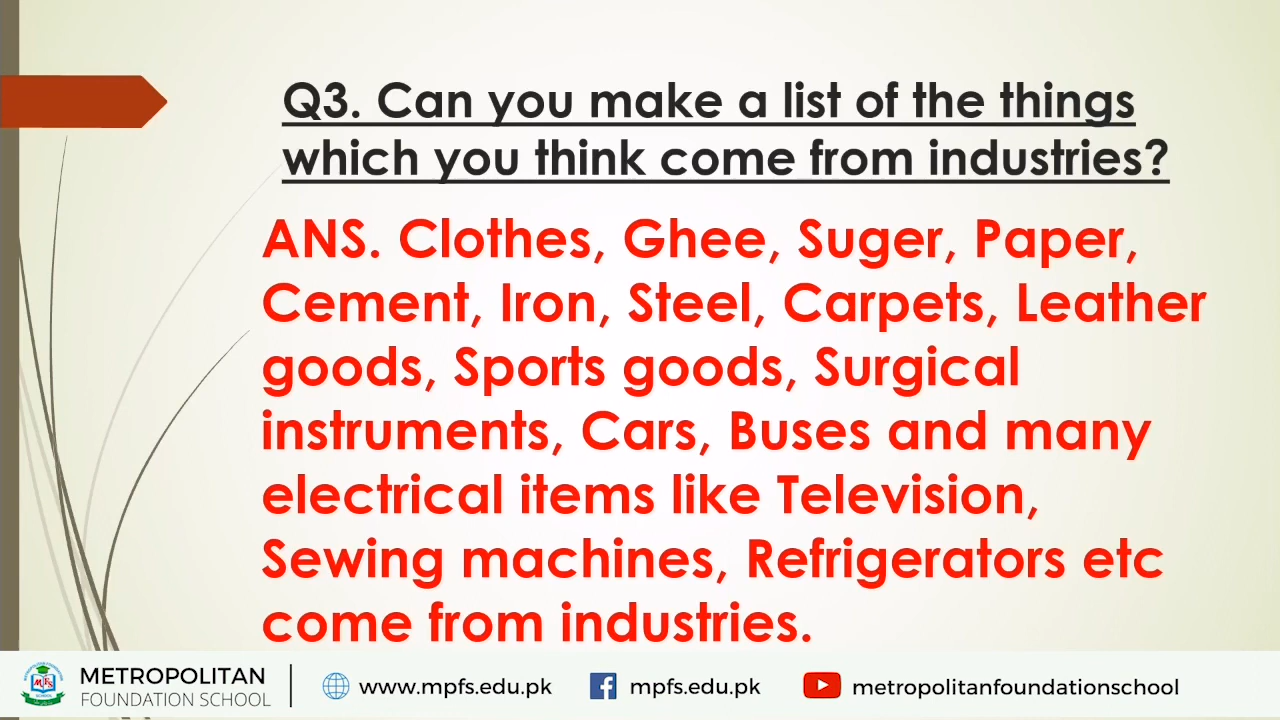 Q3. Can you make a list of the things
which you think come from industries?
ANS. Clothes, Ghee, Suger, Paper,
Cement, Iron, Steel, Carpets, Leather
goods, Sports goods, Surgical
instruments, Cars, Buses and many
electrical items like Television,
Sewing machines, Refrigerators etc
come from industries.
METROPOLITAN
FOUNDATION SCHOOL
www.mpfs.edu.pk
mpfs.edu.pk
metropolitanfoundationschool